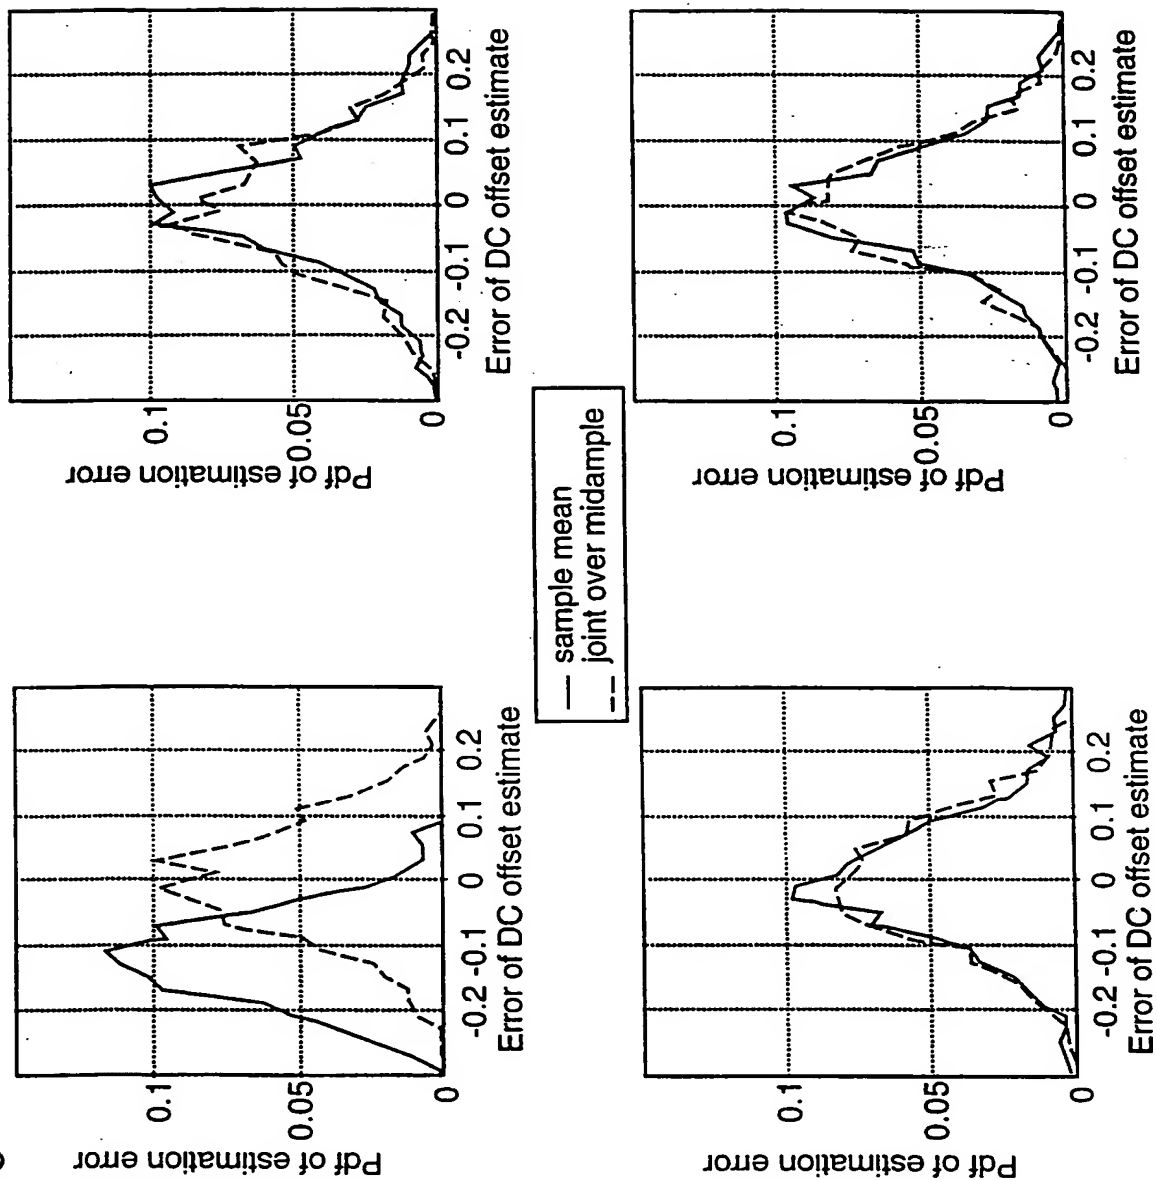 Pdf of estimation error
0.1
0.05
0
-0.2 -0.1 0 0.1 0.2
Error of DC offset estimate
Pdf of estimation error
0.1
0.05
0
-0.2 -0.1 0 0.1 0.2
Error of DC offset estimate
sample mean
joint over midample
Pdf of estimation error
0.1
0.05
0
-0.2 -0.1 0 0.1 0.2
Error of DC offset estimate
Pdf of estimation error
0.1
0.05
0
-0.2 -0.1 0 0.1 0.2
Error of DC offset estimate